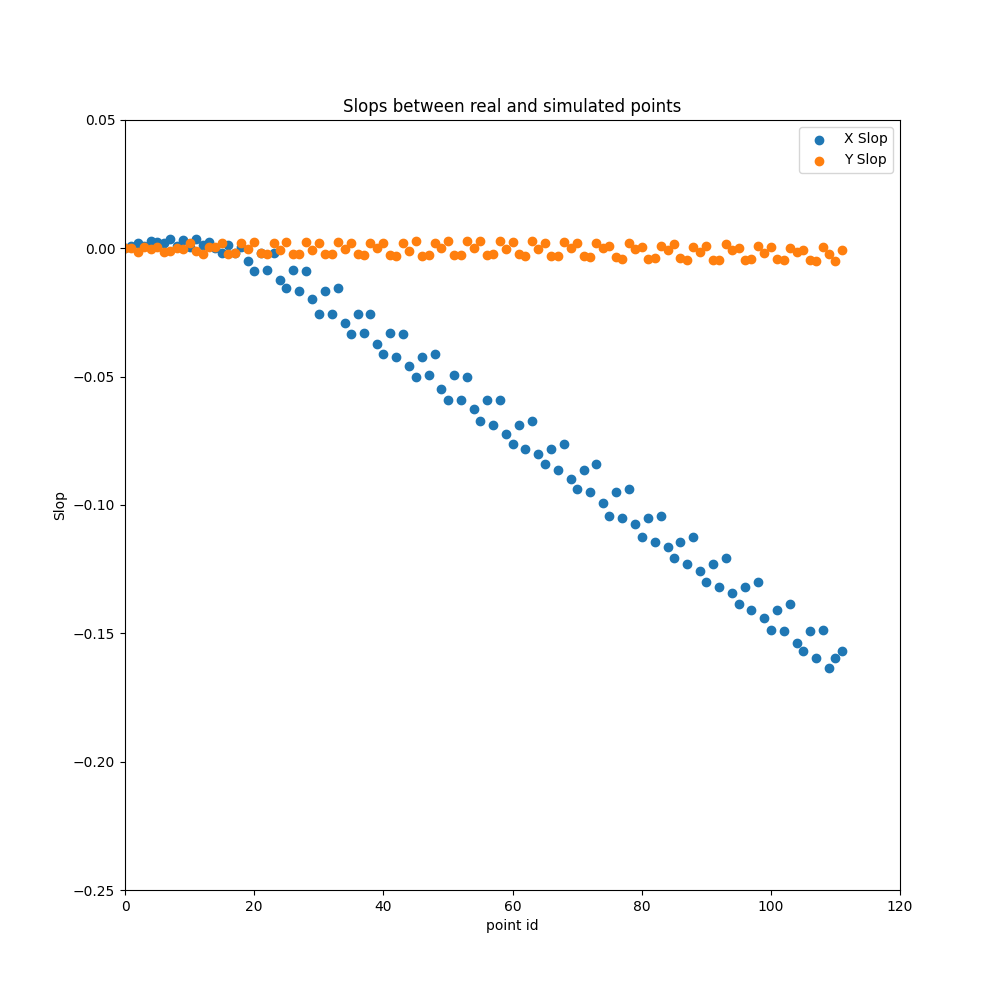 Slops between real and simulated points
0.05
X Slop
Y Slop
0.00
−0.05
−0.10
−0.15
−0.20
−0.25
Slop
0 20 40 60 80 100 120
point id